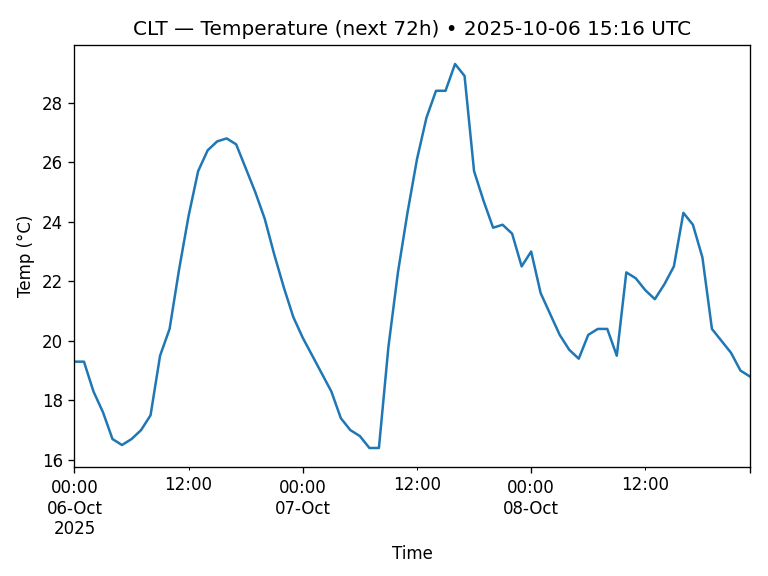 CLT — Temperature (next 72h) • 2025-10-06 15:16 UTC
Temp (°C)
28
26
24
22
20
18
16
00:00 12:00 00:00 12:00 00:00 12:00
06-Oct 07-Oct 08-Oct
2025
Time